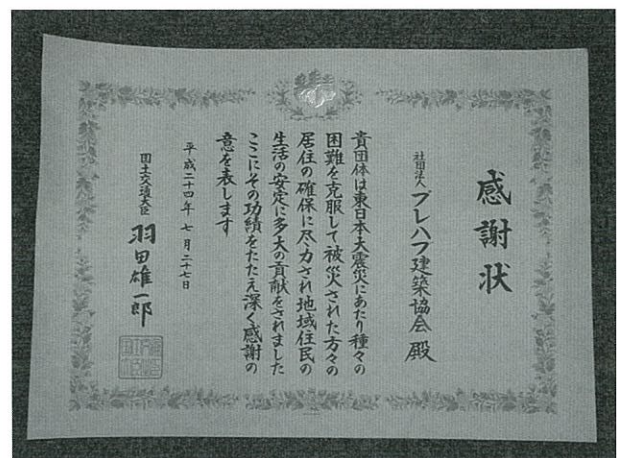 感謝状
社団法人 プレハブ建築協会 殿
貴団体は東日本大震災にあたり種々の
困難を克服して被災された方々の
居住の確保に尽力され地域住民の
生活の安定に多大の貢献をされました
ここにその功績をたたえ深く感謝の
意を表します
平成二十四年七月二十七日
国土交通大臣 羽田雄一郎